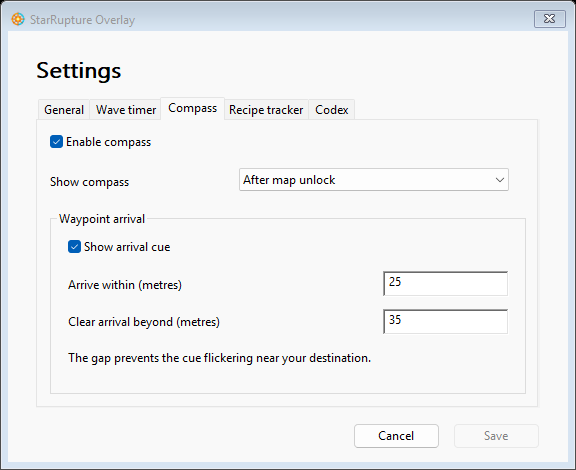 StarRupture Overlay
Settings
General Wave timer Compass Recipe tracker Codex
Enable compass
Show compass After map unlock
Waypoint arrival
Show arrival cue
Arrive within (metres) 25
Clear arrival beyond (metres) 35
The gap prevents the cue flickering near your destination.
Cancel Save